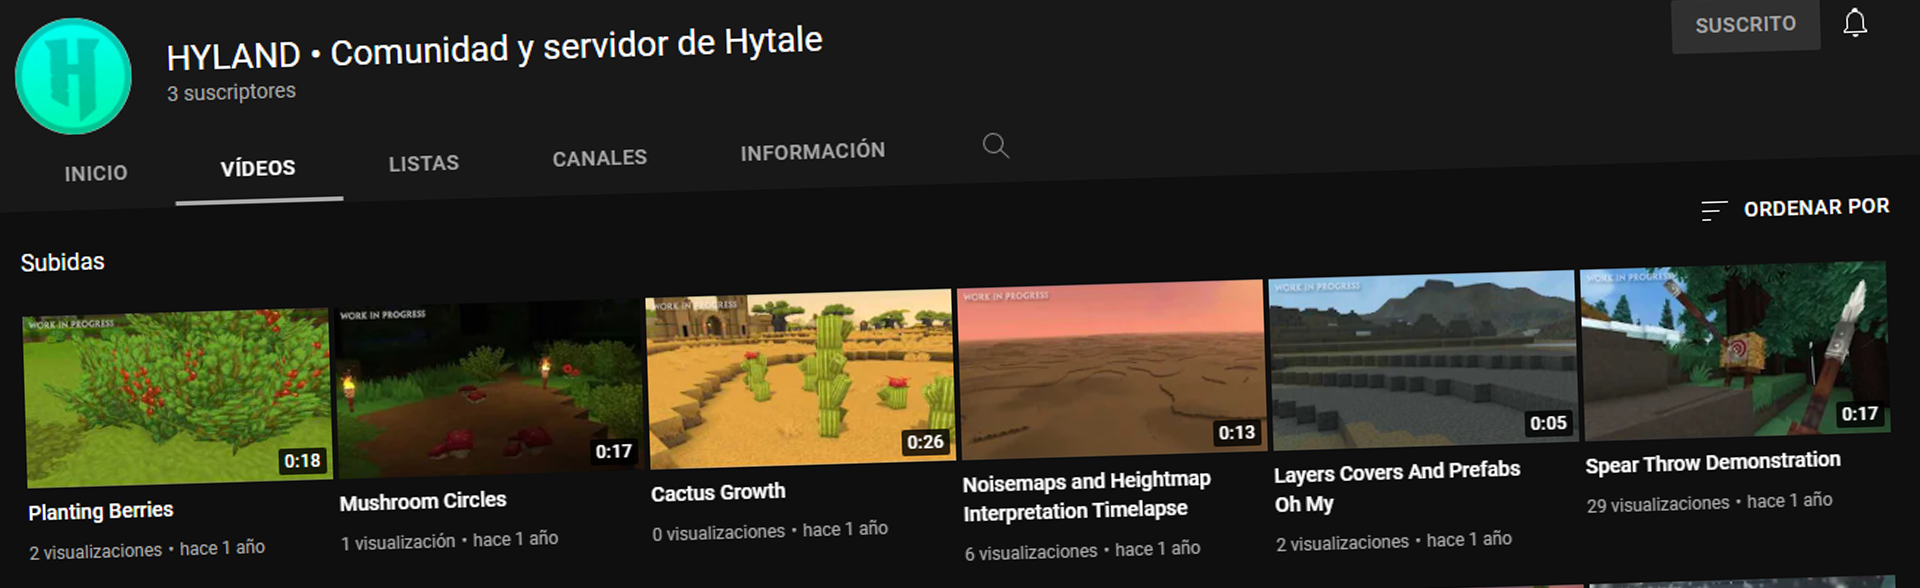 HYLAND • Comunidad y servidor de Hytale
3 suscriptores
SUSCRITO
INICIO
VÍDEOS
LISTAS
CANALES
INFORMACIÓN
ORDENAR POR
Subidas
WORK IN PROGRESS
0:18
Planting Berries
2 visualizaciones • hace 1 año
WORK IN PROGRESS
0:17
Mushroom Circles
1 visualización • hace 1 año
WORK IN PROGRESS
0:26
Cactus Growth
0 visualizaciones • hace 1 año
WORK IN PROGRESS
0:13
Noisemaps and Heightmap
Interpretation Timelapse
6 visualizaciones • hace 1 año
WORK IN PROGRESS
0:05
Layers Covers And Prefabs
Oh My
2 visualizaciones • hace 1 año
WORK IN PROGRESS
0:17
Spear Throw Demonstration
29 visualizaciones • hace 1 año